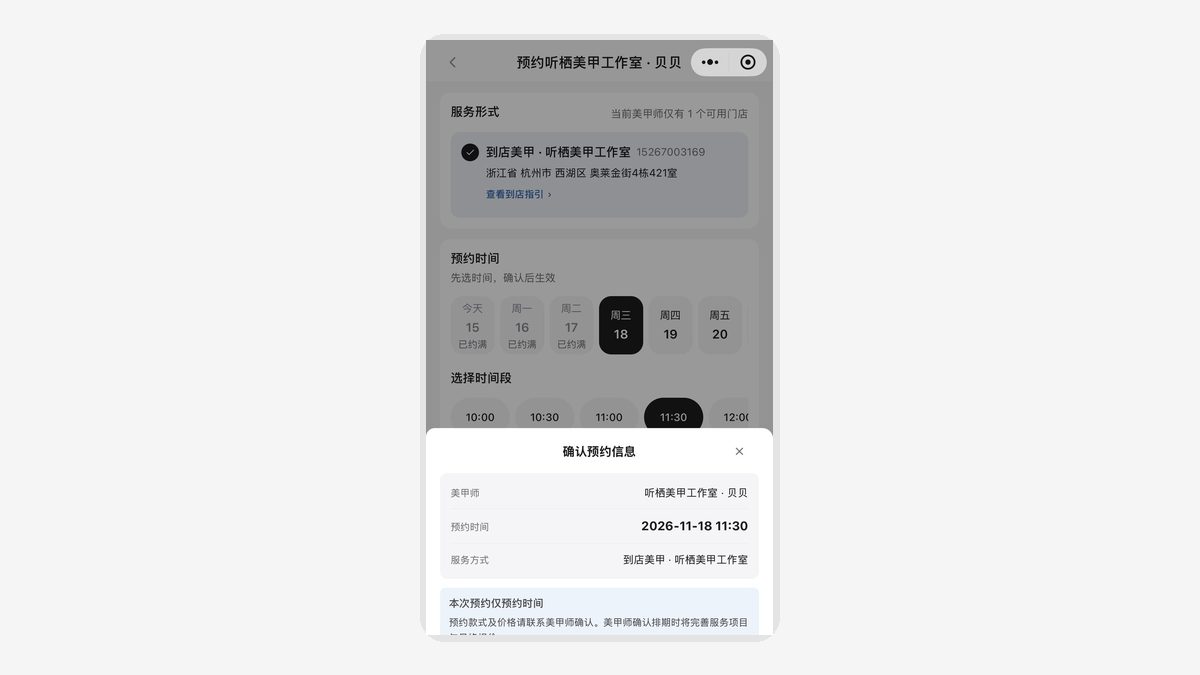 预约听栖美甲工作室 · 贝贝
服务形式
当前美甲师仅有 1 个可用门店
到店美甲 · 听栖美甲工作室 15267003169
浙江省 杭州市 西湖区 奥莱金街4栋421室
查看到店指引 ›
预约时间
先选时间，确认后生效
今天 周一 周二 周三 周四 周五
15 16 17 18 19 20
已约满 已约满 已约满
选择时间段
10:00 10:30 11:00 11:30 12:00
确认预约信息
美甲师 听栖美甲工作室 · 贝贝
预约时间 2026-11-18 11:30
服务方式 到店美甲 · 听栖美甲工作室
本次预约仅预约时间
预约款式及价格请联系美甲师确认。美甲师确认排期时将完善服务项目